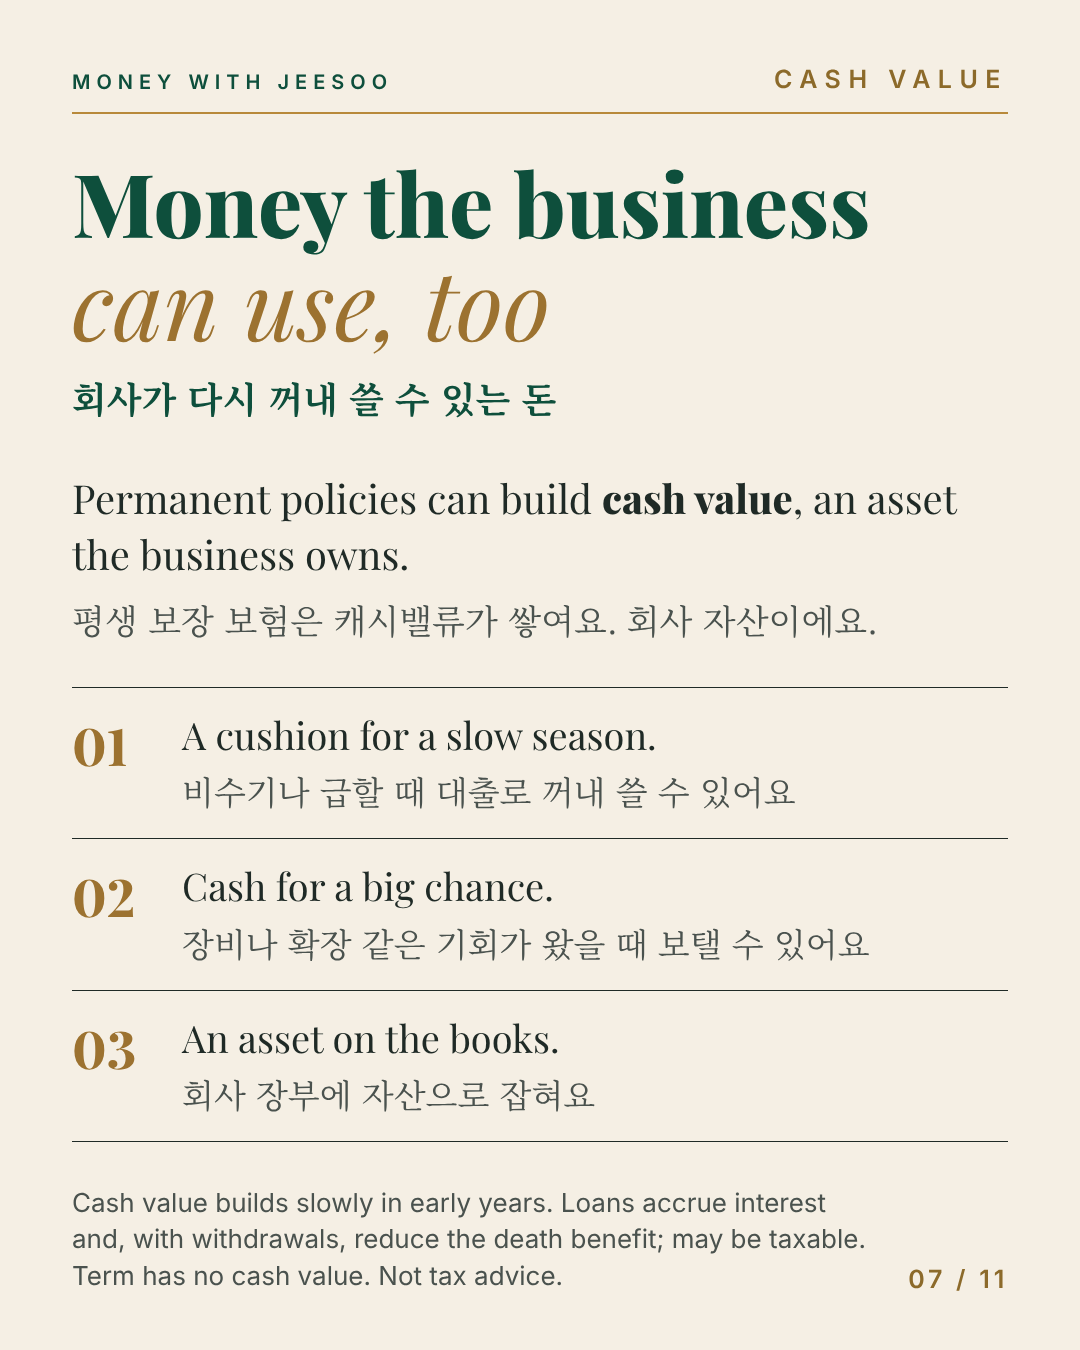 MONEY WITH JEESOO
CASH VALUE
Money the business
can use, too
회사가 다시 꺼내 쓸 수 있는 돈
Permanent policies can build cash value, an asset
the business owns.
평생 보장 보험은 캐시밸류가 쌓여요. 회사 자산이에요.
01
A cushion for a slow season.
비수기나 급할 때 대출로 꺼내 쓸 수 있어요
02
Cash for a big chance.
장비나 확장 같은 기회가 왔을 때 보탤 수 있어요
03
An asset on the books.
회사 장부에 자산으로 잡혀요
Cash value builds slowly in early years. Loans accrue interest
and, with withdrawals, reduce the death benefit; may be taxable.
Term has no cash value. Not tax advice.
07 / 11